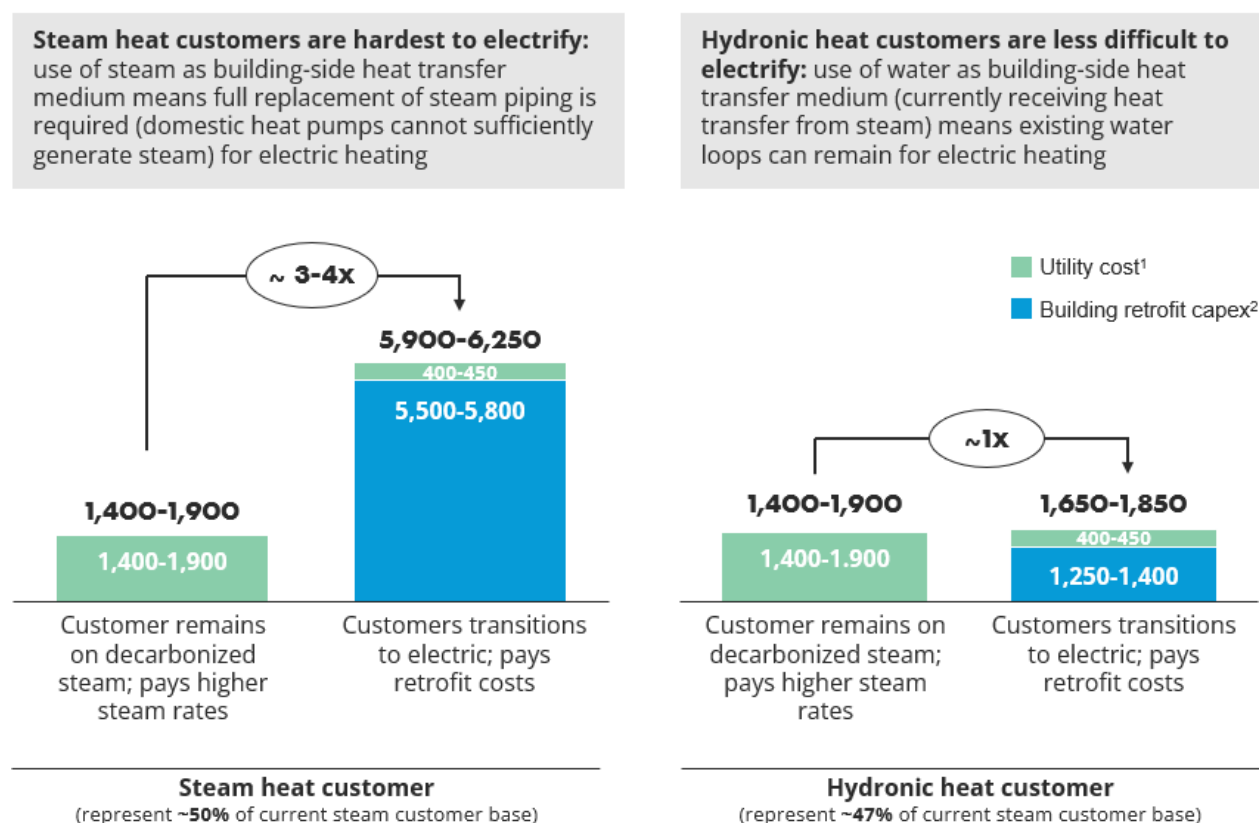 Steam heat customers are hardest to electrify:
use of steam as building-side heat transfer
medium means full replacement of steam piping is
required (domestic heat pumps cannot sufficiently
generate steam) for electric heating
Hydronic heat customers are less difficult to
electrify: use of water as building-side heat
transfer medium (currently receiving heat
transfer from steam) means existing water
loops can remain for electric heating
~ 3-4x
5,900-6,250
400-450
5,500-5,800
1,400-1,900
1,400-1,900
Customer remains
on decarbonized
steam; pays higher
steam rates
Customers transitions
to electric; pays
retrofit costs
Steam heat customer
(represent ~50% of current steam customer base)
Utility cost¹
Building retrofit capex²
~1x
1,400-1,900
1,400-1.900
1,650-1,850
400-450
1,250-1,400
Customer remains on
decarbonized steam;
pays higher steam
rates
Customers transitions
to electric; pays
retrofit costs
Hydronic heat customer
(represent ~47% of current steam customer base)